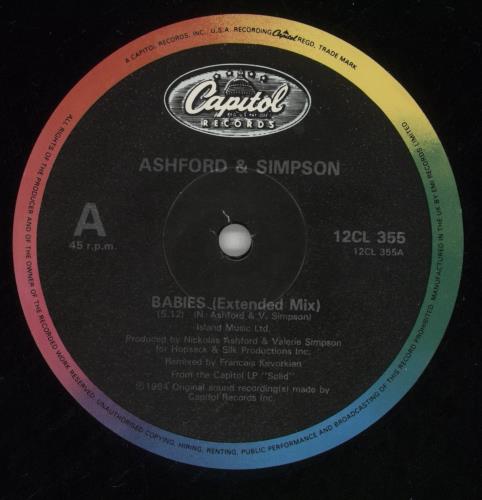 A CAPITOL RECORDS, INC., U.S.A. RECORDING Capitol REGD. TRADE MARK
Capitol
RECORDS
ASHFORD & SIMPSON
A
45 r.p.m.
12CL 355
12CL 355A
BABIES (Extended Mix)
(5.12) (N. Ashford & V. Simpson)
Island Music Ltd.
Produced by Nickolas Ashford & Valerie Simpson
for Hopsack & Silk Productions Inc.
Remixed by Francois Kevorkian
From the Capitol LP "Solid"
℗ 1984 Original sound recording(s) made by
Capitol Records Inc.
ALL RIGHTS OF THE PRODUCER AND OF THE OWNER OF THE RECORDED WORK RESERVED. UNAUTHORISED COPYING, HIRING, RENTING, PUBLIC PERFORMANCE AND BROADCASTING OF THIS RECORD PROHIBITED. MANUFACTURED IN THE UK BY EMI RECORDS LIMITED